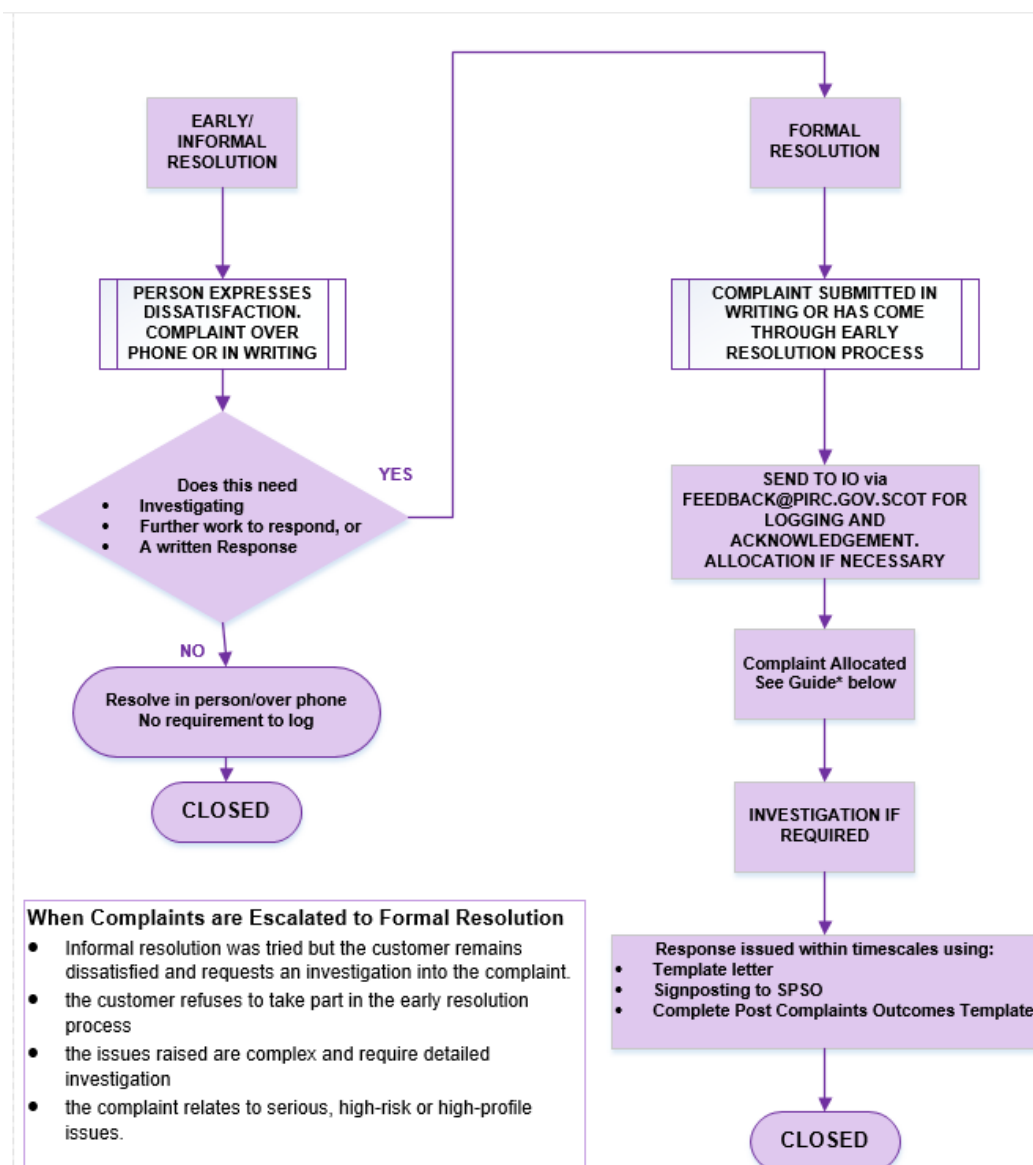 EARLY/
INFORMAL
RESOLUTION
PERSON EXPRESSES
DISSATISFACTION.
COMPLAINT OVER
PHONE OR IN WRITING
Does this need
• Investigating
• Further work to respond, or
• A written Response
YES
NO
Resolve in person/over phone
No requirement to log
CLOSED
When Complaints are Escalated to Formal Resolution
• Informal resolution was tried but the customer remains
dissatisfied and requests an investigation into the complaint.
• the customer refuses to take part in the early resolution
process
• the issues raised are complex and require detailed
investigation
• the complaint relates to serious, high-risk or high-profile
issues.
FORMAL
RESOLUTION
COMPLAINT SUBMITTED IN
WRITING OR HAS COME
THROUGH EARLY
RESOLUTION PROCESS
SEND TO IO via
FEEDBACK@PIRC.GOV.SCOT FOR
LOGGING AND
ACKNOWLEDGEMENT.
ALLOCATION IF NECESSARY
Complaint Allocated
See Guide* below
INVESTIGATION IF
REQUIRED
Response issued within timescales using:
• Template letter
• Signposting to SPSO
• Complete Post Complaints Outcomes Template
CLOSED